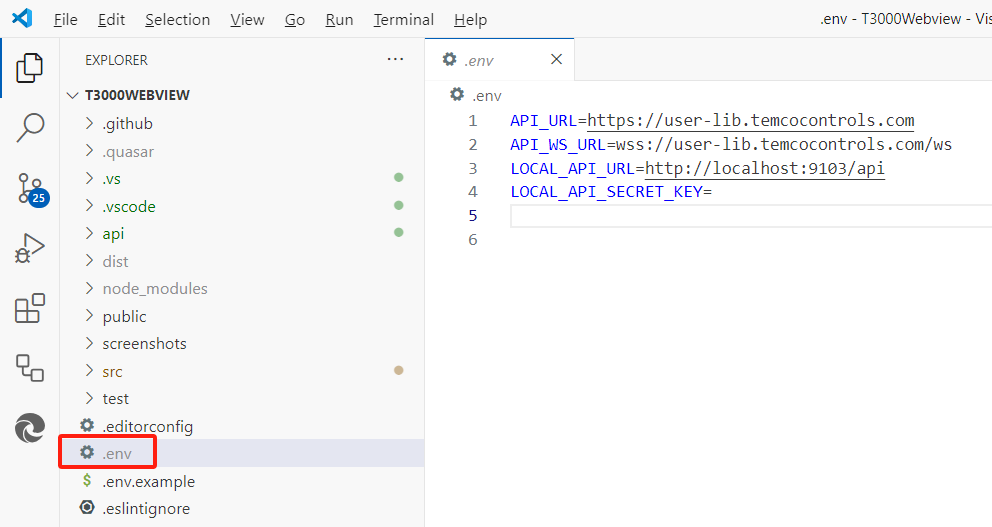 File Edit Selection View Go Run Terminal Help
.env - T3000Webview - Vis
EXPLORER
T3000WEBVIEW
.github
.quasar
.vs
.vscode
api
dist
node_modules
public
screenshots
src
test
.editorconfig
.env
$ .env.example
.eslintignore
25
.env
.env
1 API_URL=https://user-lib.temcocontrols.com
2 API_WS_URL=wss://user-lib.temcocontrols.com/ws
3 LOCAL_API_URL=http://localhost:9103/api
4 LOCAL_API_SECRET_KEY=
5
6